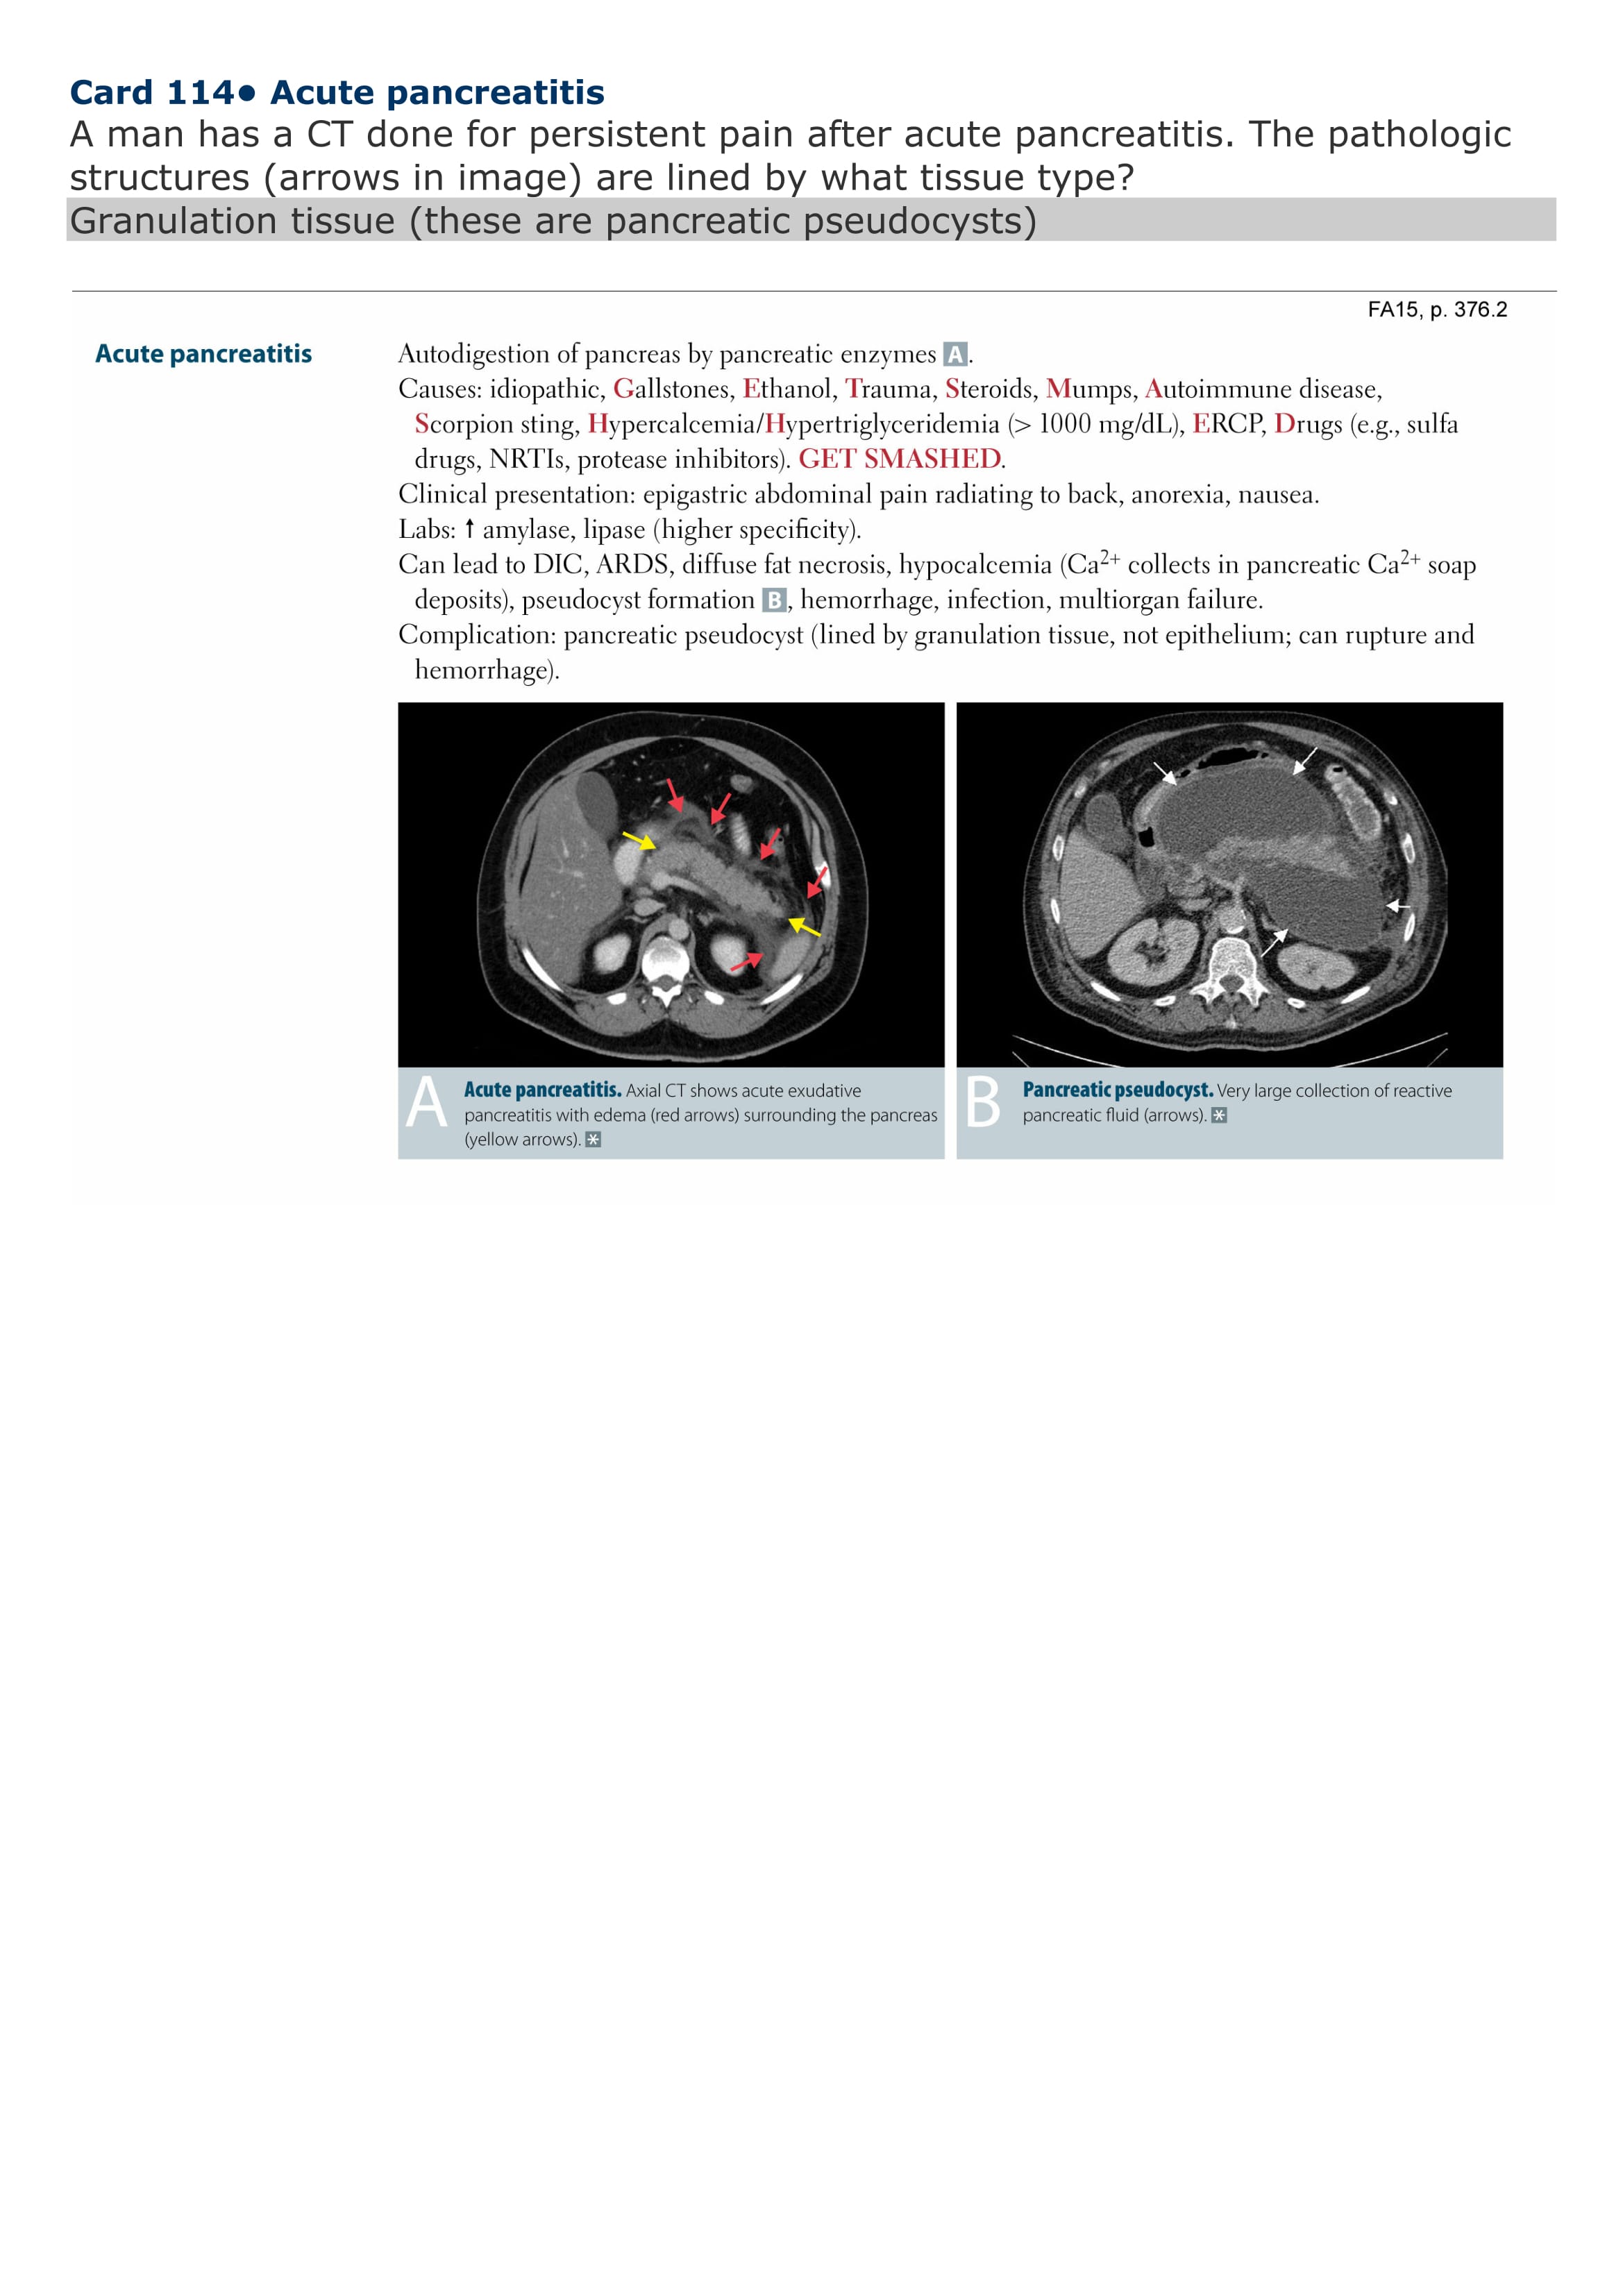 Card 114• Acute pancreatitis
A man has a CT done for persistent pain after acute pancreatitis. The pathologic
structures (arrows in image) are lined by what tissue type?
Granulation tissue (these are pancreatic pseudocysts)
FA15, p. 376.2
Acute pancreatitis
Autodigestion of pancreas by pancreatic enzymes A.
Causes: idiopathic, Gallstones, Ethanol, Trauma, Steroids, Mumps, Autoimmune disease,
Scorpion sting, Hypercalcemia/Hypertriglyceridemia (> 1000 mg/dL), ERCP, Drugs (e.g., sulfa
drugs, NRTIs, protease inhibitors). GET SMASHED.
Clinical presentation: epigastric abdominal pain radiating to back, anorexia, nausea.
Labs: ↑ amylase, lipase (higher specificity).
Can lead to DIC, ARDS, diffuse fat necrosis, hypocalcemia (Ca²⁺ collects in pancreatic Ca²⁺ soap
deposits), pseudocyst formation B, hemorrhage, infection, multiorgan failure.
Complication: pancreatic pseudocyst (lined by granulation tissue, not epithelium; can rupture and
hemorrhage).
A
Acute pancreatitis. Axial CT shows acute exudative
pancreatitis with edema (red arrows) surrounding the pancreas
(yellow arrows). *
B
Pancreatic pseudocyst. Very large collection of reactive
pancreatic fluid (arrows). *